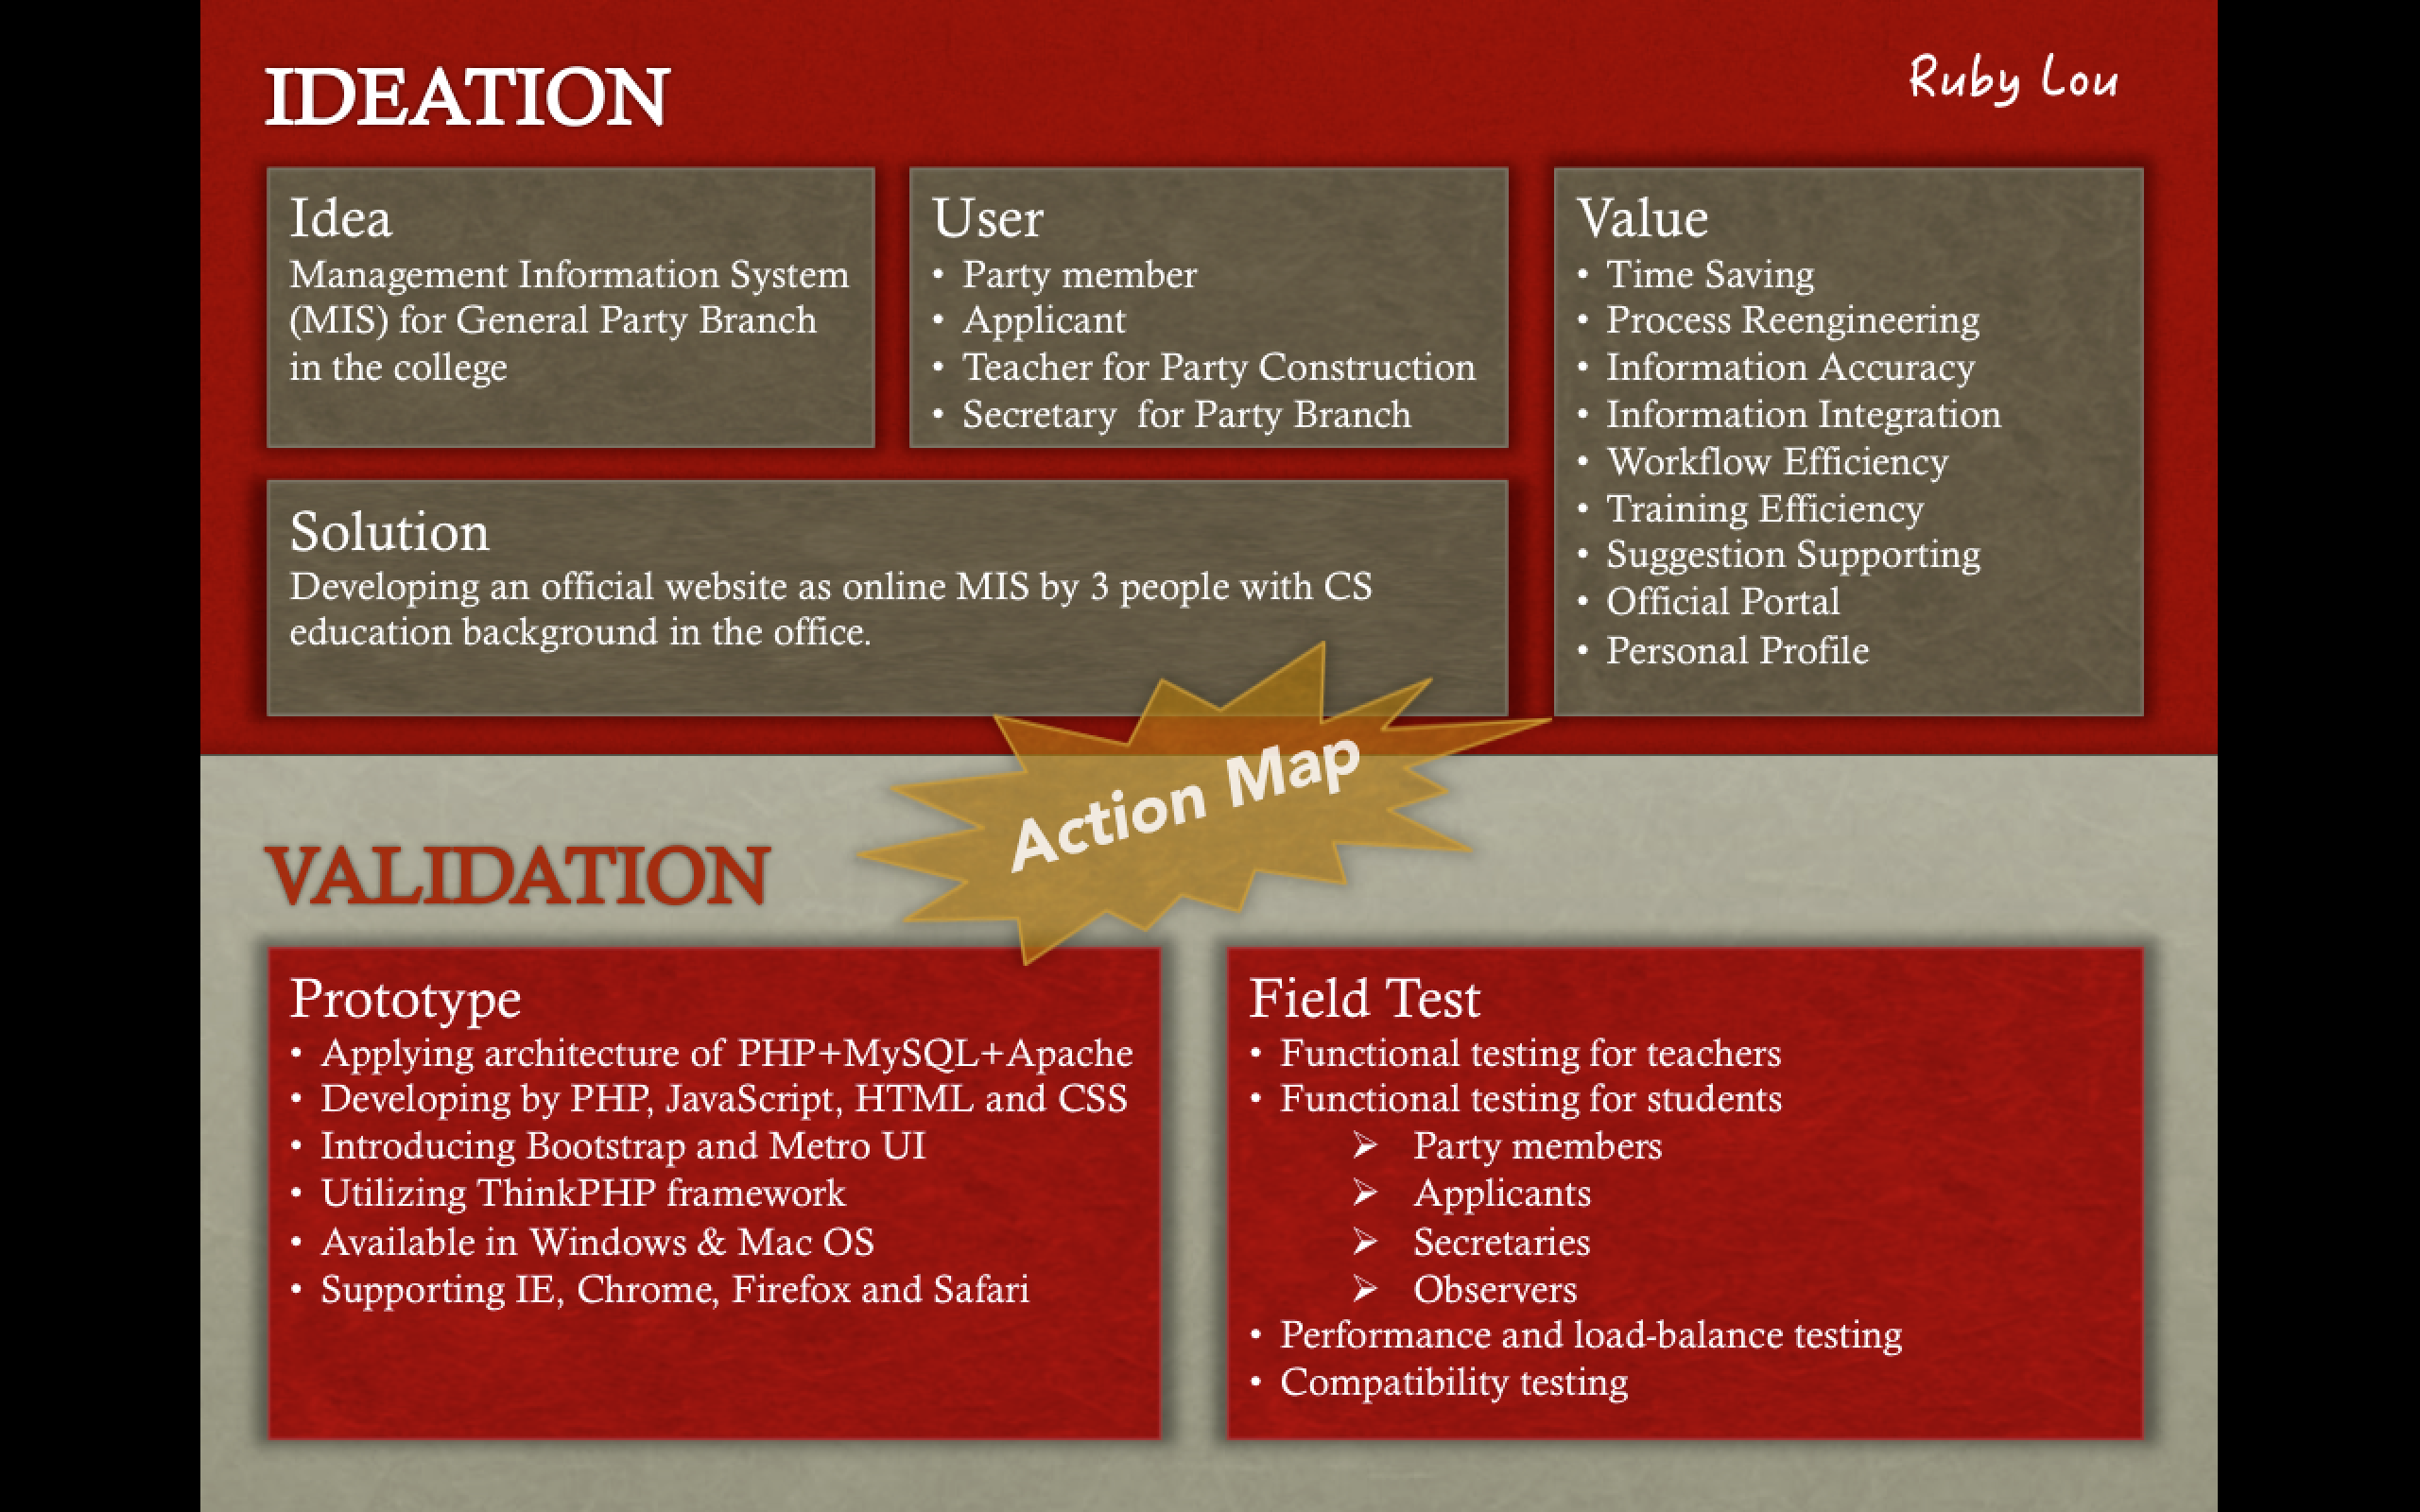 IDEATION
Ruby Lou
Idea
Management Information System
(MIS) for General Party Branch
in the college
User
• Party member
• Applicant
• Teacher for Party Construction
• Secretary  for Party Branch
Value
• Time Saving
• Process Reengineering
• Information Accuracy
• Information Integration
• Workflow Efficiency
• Training Efficiency
• Suggestion Supporting
• Official Portal
• Personal Profile
Solution
Developing an official website as online MIS by 3 people with CS
education background in the office.
Action Map
VALIDATION
Prototype
• Applying architecture of PHP+MySQL+Apache
• Developing by PHP, JavaScript, HTML and CSS
• Introducing Bootstrap and Metro UI
• Utilizing ThinkPHP framework
• Available in Windows & Mac OS
• Supporting IE, Chrome, Firefox and Safari
Field Test
• Functional testing for teachers
• Functional testing for students
➢ Party members
➢ Applicants
➢ Secretaries
➢ Observers
• Performance and load-balance testing
• Compatibility testing